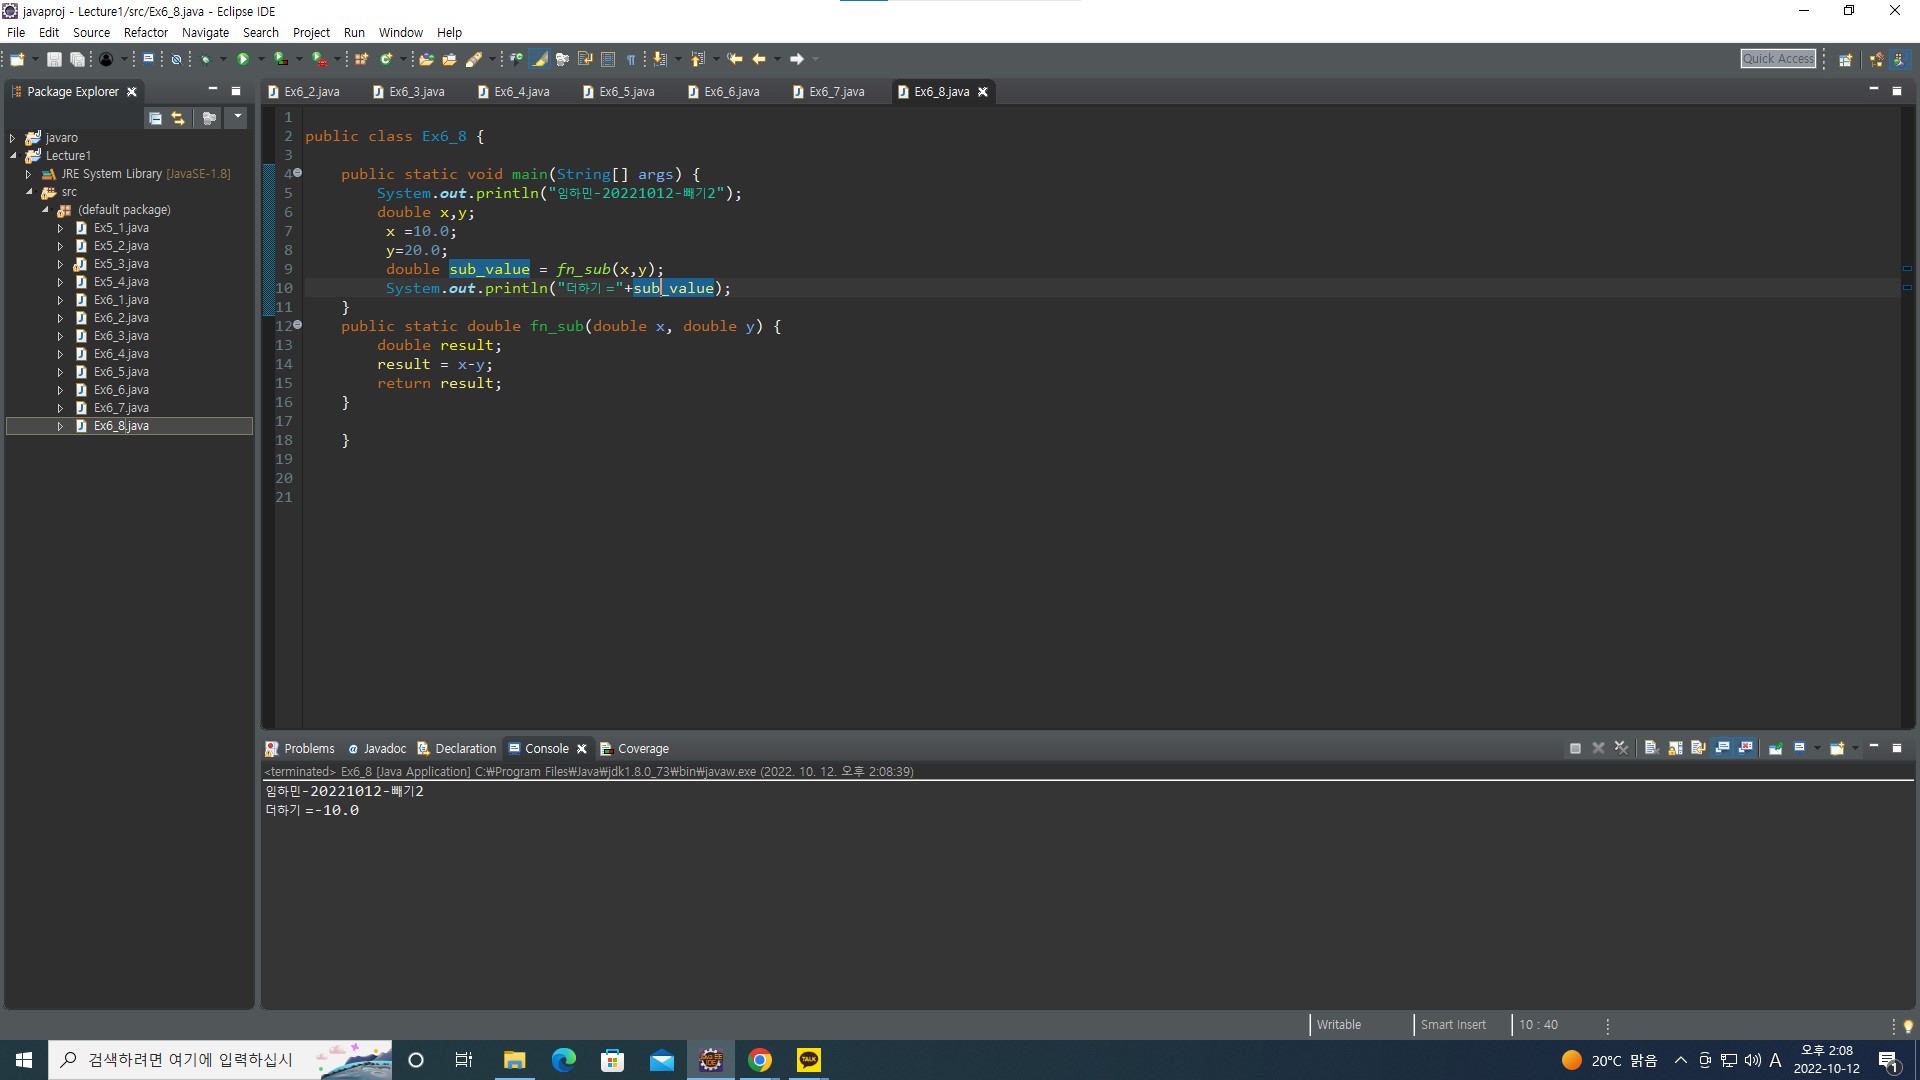 javaproj - Lecture1/src/Ex6_8.java - Eclipse IDE
File Edit Source Refactor Navigate Search Project Run Window Help
Quick Access
Package Explorer
javaro
Lecture1
JRE System Library [JavaSE-1.8]
src
(default package)
Ex5_1.java
Ex5_2.java
Ex5_3.java
Ex5_4.java
Ex6_1.java
Ex6_2.java
Ex6_3.java
Ex6_4.java
Ex6_5.java
Ex6_6.java
Ex6_7.java
Ex6_8.java
Ex6_2.java Ex6_3.java Ex6_4.java Ex6_5.java Ex6_6.java Ex6_7.java Ex6_8.java
1
2 public class Ex6_8 {
3
4 public static void main(String[] args) {
5 System.out.println("임하민-20221012-빼기2");
6 double x,y;
7 x =10.0;
8 y=20.0;
9 double sub_value = fn_sub(x,y);
10 System.out.println("더하기 ="+sub_value);
11 }
12 public static double fn_sub(double x, double y) {
13 double result;
14 result = x-y;
15 return result;
16 }
17
18 }
19
20
21
Problems Javadoc Declaration Console Coverage
<terminated> Ex6_8 [Java Application] C:₩Program Files₩Java₩jdk1.8.0_73₩bin₩javaw.exe (2022. 10. 12. 오후 2:08:39)
임하민-20221012-빼기2
더하기 =-10.0
Writable Smart Insert 10 : 40
검색하려면 여기에 입력하십시
TALK
20°C 맑음 A 오후 2:08
2022-10-12
1